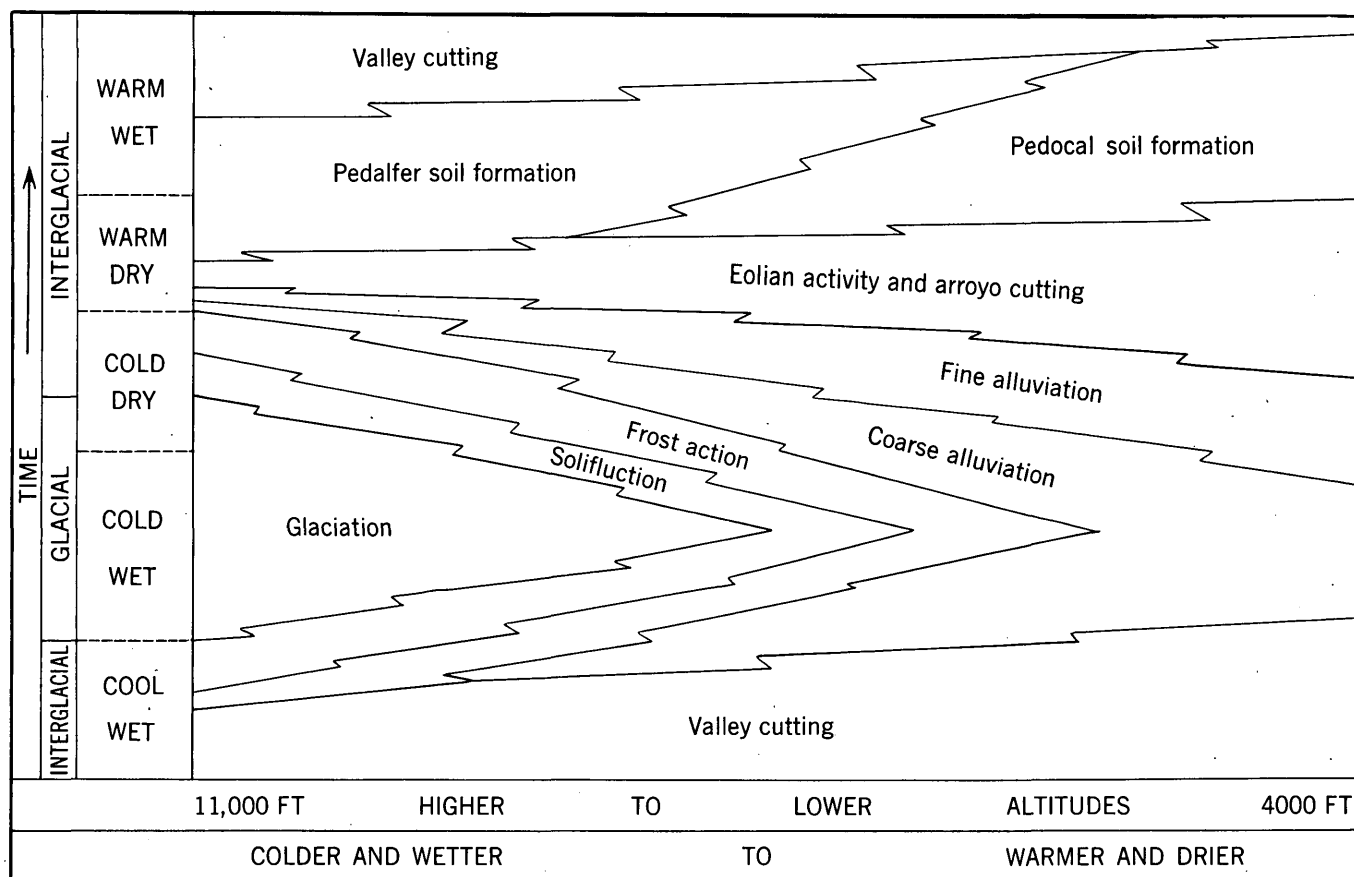 Valley cutting
WARM
WET
Pedocal soil formation
Pedalfer soil formation
INTERGLACIAL
WARM
DRY
Eolian activity and arroyo cutting
COLD
DRY
Fine alluviation
Coarse alluviation
Frost action
Solifluction
TIME
GLACIAL
COLD
WET
Glaciation
INTERGLACIAL
COOL
WET
Valley cutting
11,000 FT HIGHER TO LOWER ALTITUDES 4000 FT
COLDER AND WETTER TO WARMER AND DRIER